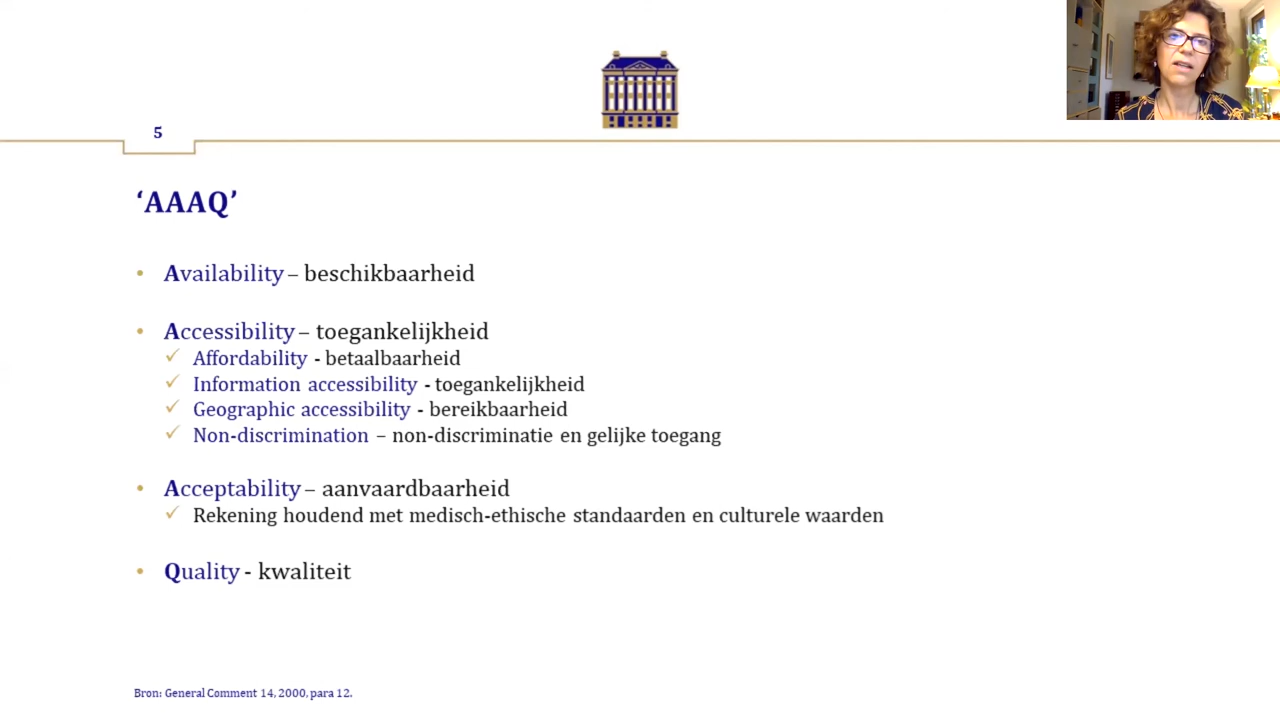 5
‘AAAQ’
• Availability – beschikbaarheid
• Accessibility – toegankelijkheid
✓ Affordability - betaalbaarheid
✓ Information accessibility - toegankelijkheid
✓ Geographic accessibility - bereikbaarheid
✓ Non-discrimination – non-discriminatie en gelijke toegang
• Acceptability – aanvaardbaarheid
✓ Rekening houdend met medisch-ethische standaarden en culturele waarden
• Quality - kwaliteit
Bron: General Comment 14, 2000, para 12.